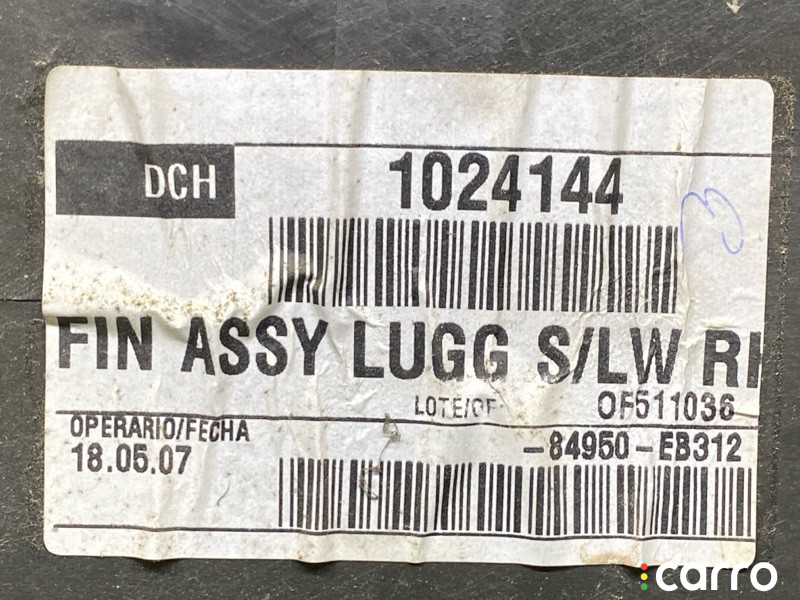 DCH
1024144
FIN ASSY LUGG S/LW
LOTE/OF
OF511036
OPERARIO/FECHA
18.05.07
-84950-EB312
carro